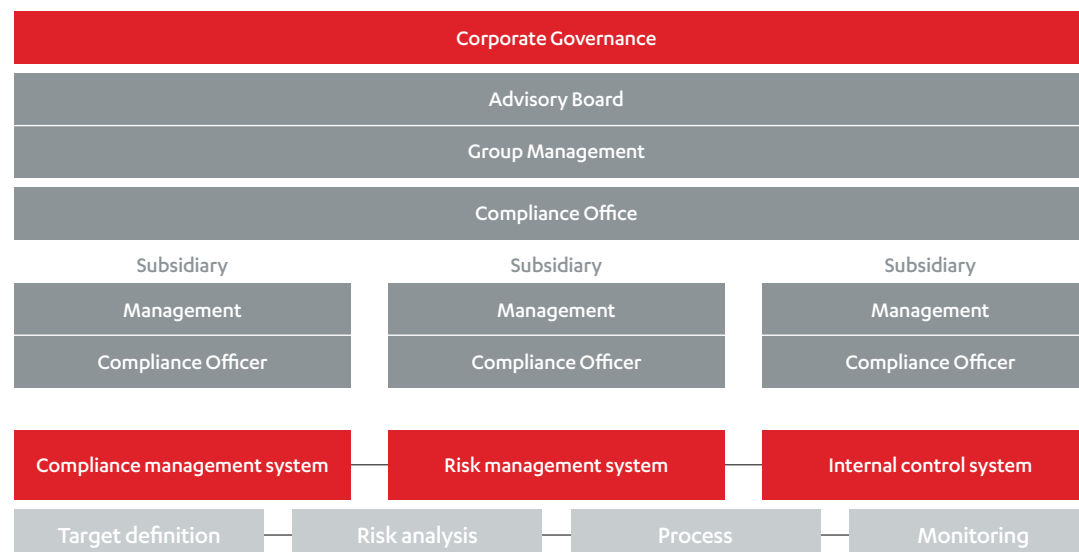 Corporate Governance
Advisory Board
Group Management
Compliance Office
Subsidiary Subsidiary Subsidiary
Management Management Management
Compliance Officer Compliance Officer Compliance Officer
Compliance management system Risk management system Internal control system
Target definition Risk analysis Process Monitoring